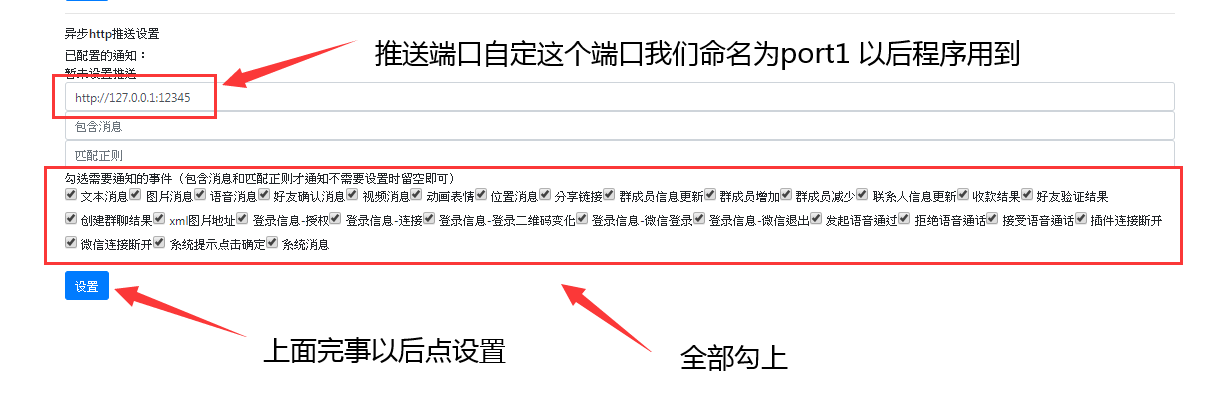 异步http推送设置
已配置的通知：
推送端口自定这个端口我们命名为port1 以后程序用到
暂未设置推送
http://127.0.0.1:12345
包含消息
匹配正则
勾选需要通知的事件（包含消息和匹配正则才通知不需要设置时留空即可）
文本消息 图片消息 语音消息 好友确认消息 视频消息 动画表情 位置消息 分享链接 群成员信息更新 群成员增加 群成员减少 联系人信息更新 收款结果 好友验证结果
创建群聊结果 xml图片地址 登录信息-授权 登录信息-连接 登录信息-登录二维码变化 登录信息-微信登录 登录信息-微信退出 发起语音通过 拒绝语音通话 接受语音通话 插件连接断开
微信连接断开 系统提示点击确定 系统消息
设置
上面完事以后点设置
全部勾上